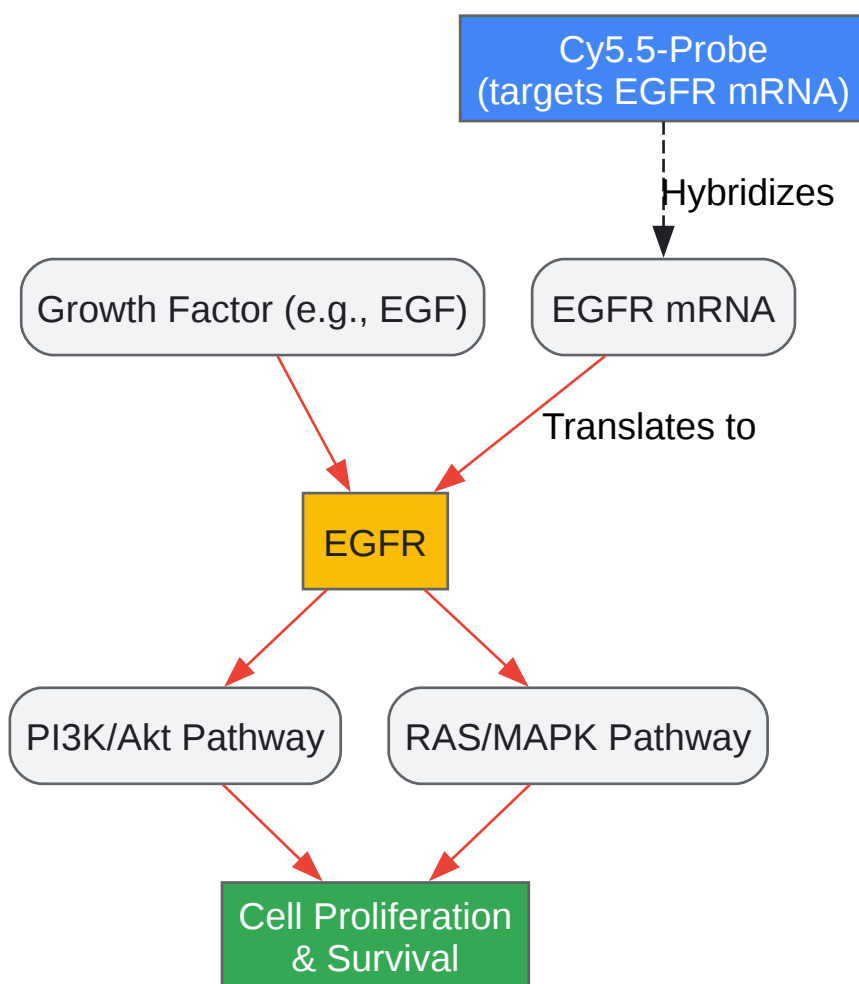 Cy5.5-Probe
(targets EGFR mRNA)
Hybridizes
Growth Factor (e.g., EGF)
EGFR mRNA
Translates to
EGFR
PI3K/Akt Pathway
RAS/MAPK Pathway
Cell Proliferation
& Survival